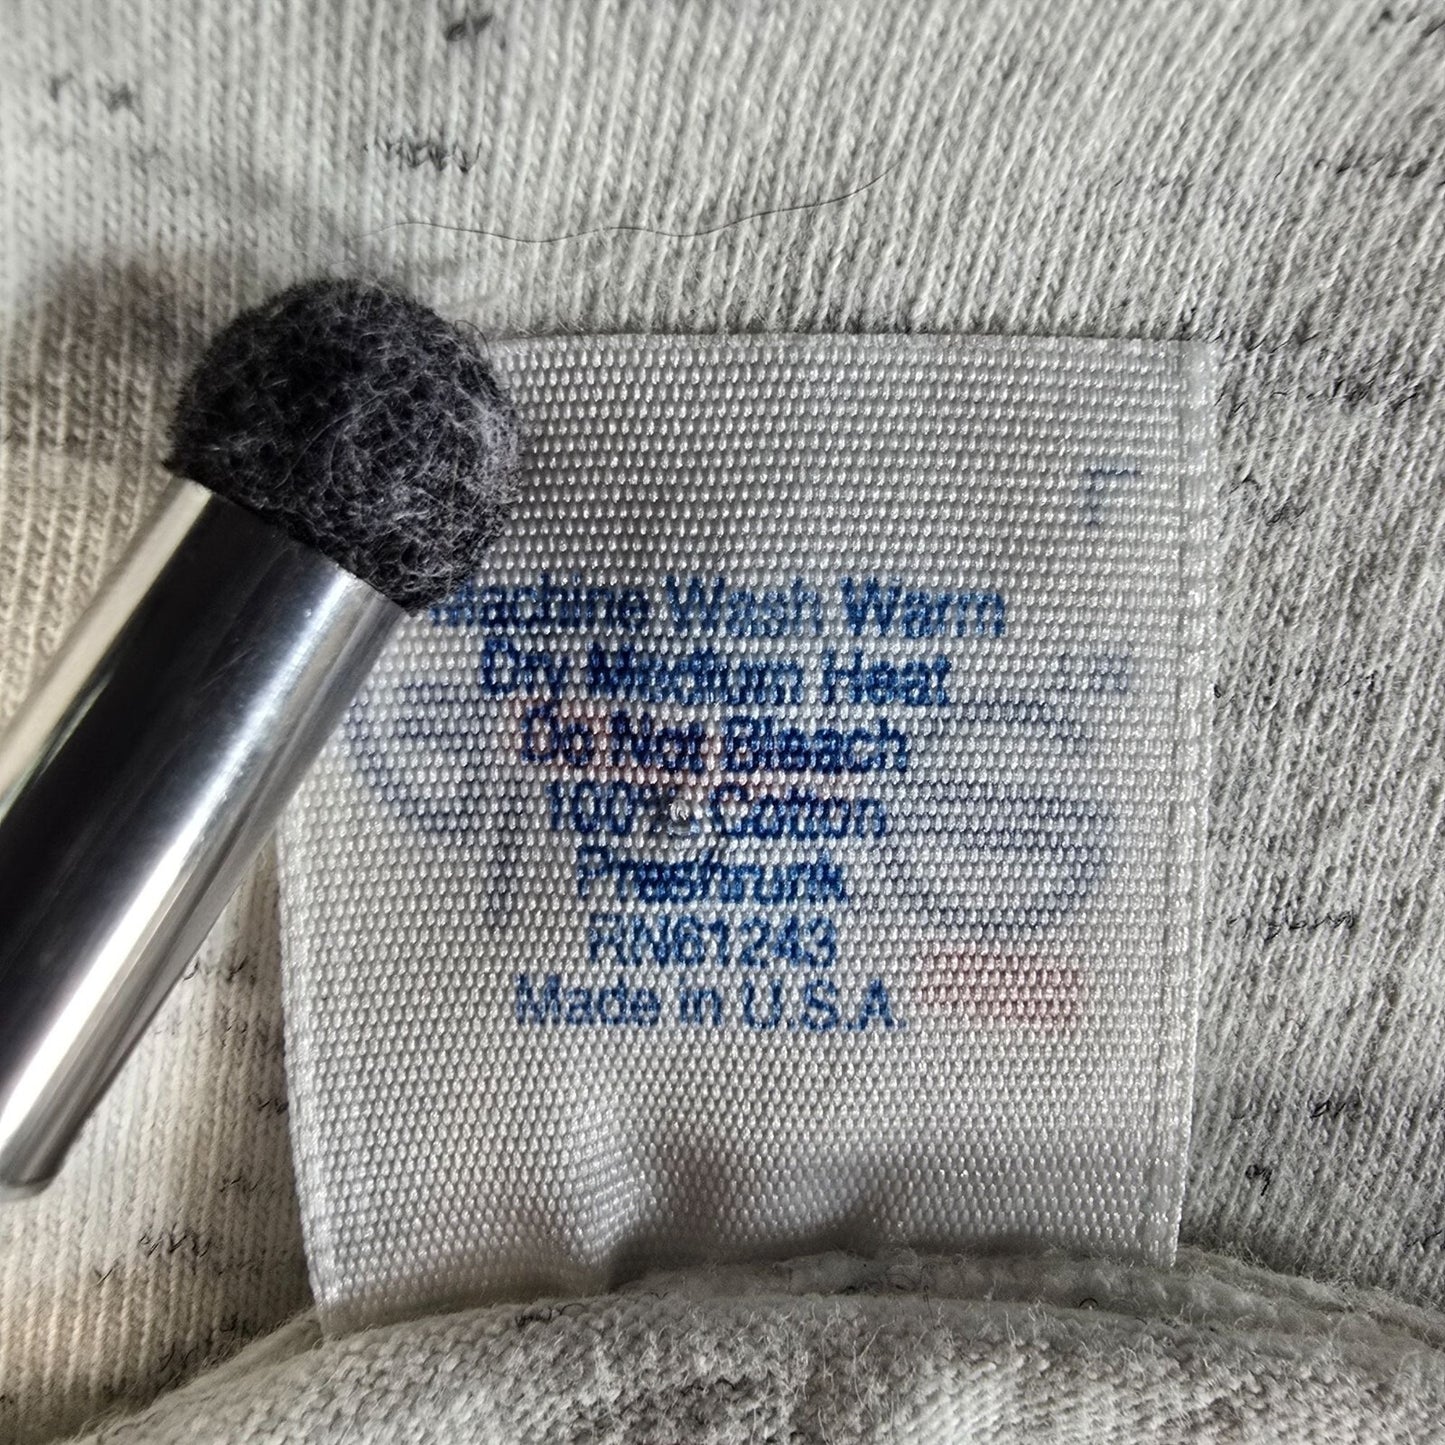 Machine Wash Warm
Dry Medium Heat
Do Not Bleach
100% Cotton
Preshrunk
RN61243
Made in U.S.A.